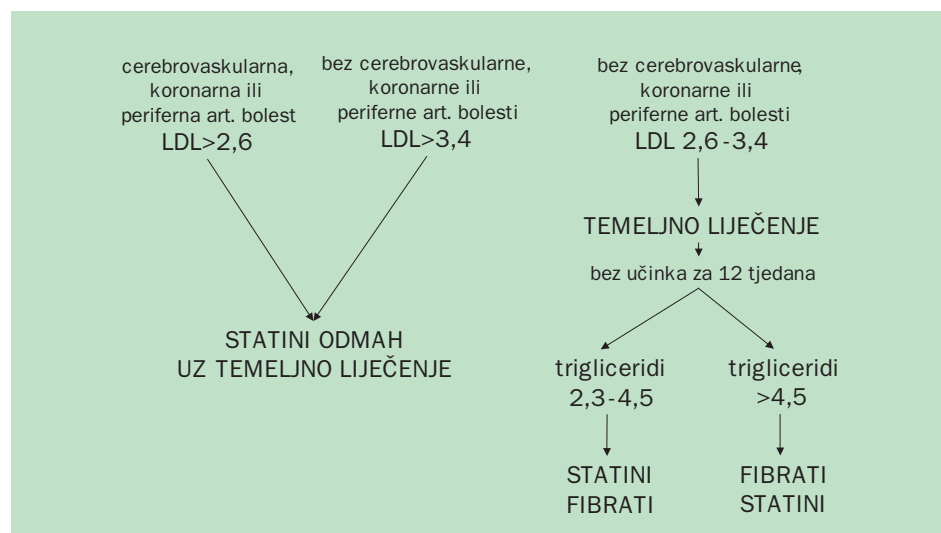 cerebrovaskularna,
koronarna ili
periferna art. bolest
LDL>2,6
bez cerebrovaskularne,
koronarne ili
periferne art. bolesti
LDL>3,4
STATINI ODMAH
UZ TEMELJNO LIJEČENJE
bez cerebrovaskularne,
koronarne ili
periferne art. bolesti
LDL 2,6-3,4
TEMELJNO LIJEČENJE
bez učinka za 12 tjedana
trigliceridi
2,3-4,5
STATINI
FIBRATI
trigliceridi
>4,5
FIBRATI
STATINI